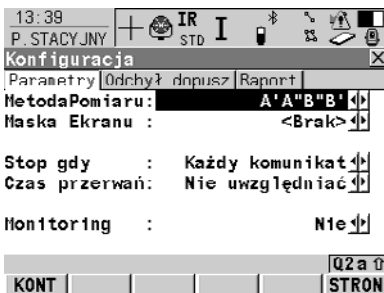 13:39
P.STACYJNY
IR
STD
I
Konfiguracja
Parametry Odchył dopusz Raport
MetodaPomiaru: A'A"B"B'
Maska Ekranu : <Brak>
Stop gdy : Każdy komunikat
Czas przerwań: Nie uwzględniać
Monitoring : Nie
Q2a
KONT STRON